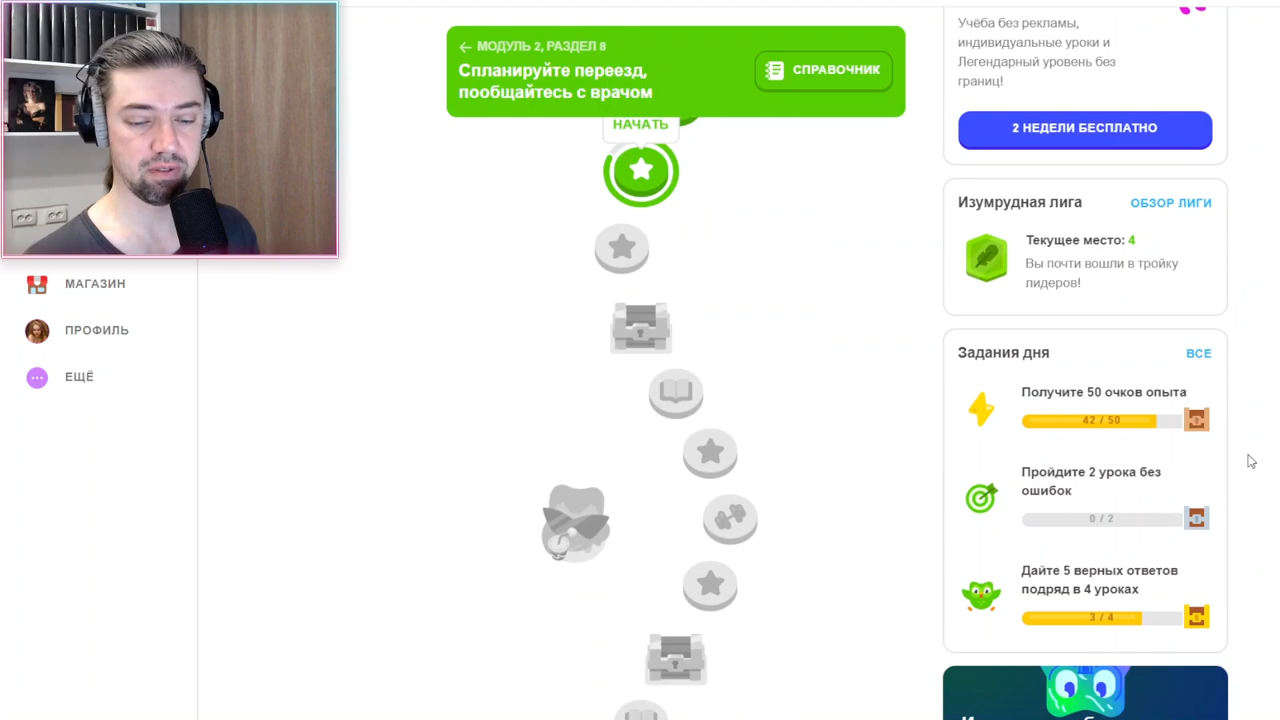 МОДУЛЬ 2, РАЗДЕЛ 8
Спланируйте переезд,
пообщайтесь с врачом
СПРАВОЧНИК
НАЧАТЬ
МАГАЗИН
ПРОФИЛЬ
ЕЩЁ
Учёба без рекламы,
индивидуальные уроки и
Легендарный уровень без
границ!
2 НЕДЕЛИ БЕСПЛАТНО
Изумрудная лига
ОБЗОР ЛИГИ
Текущее место: 4
Вы почти вошли в тройку
лидеров!
Задания дня
ВСЕ
Получите 50 очков опыта
42 / 50
Пройдите 2 урока без
ошибок
0 / 2
Дайте 5 верных ответов
подряд в 4 уроках
3 / 4